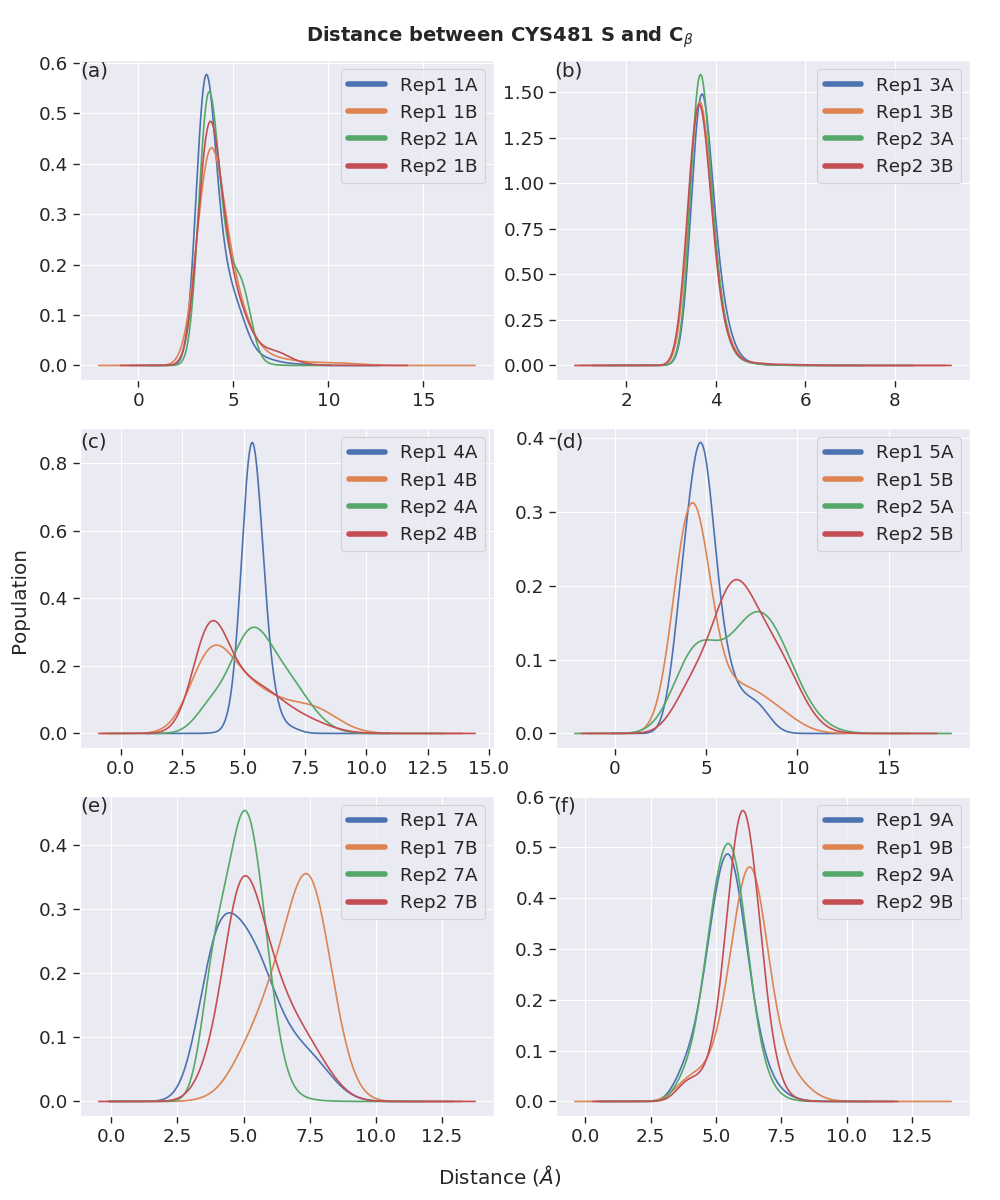 Distance between CYS481 S and Cβ
(a)
Rep1 1A
Rep1 1B
Rep2 1A
Rep2 1B
0.6
0.5
0.4
0.3
0.2
0.1
0.0
0 5 10 15
(b)
Rep1 3A
Rep1 3B
Rep2 3A
Rep2 3B
1.50
1.25
1.00
0.75
0.50
0.25
0.00
2 4 6 8
Population
(c)
Rep1 4A
Rep1 4B
Rep2 4A
Rep2 4B
0.8
0.6
0.4
0.2
0.0
0.0 2.5 5.0 7.5 10.0 12.5 15.0
(d)
Rep1 5A
Rep1 5B
Rep2 5A
Rep2 5B
0.4
0.3
0.2
0.1
0.0
0 5 10 15
(e)
Rep1 7A
Rep1 7B
Rep2 7A
Rep2 7B
0.4
0.3
0.2
0.1
0.0
0.0 2.5 5.0 7.5 10.0 12.5
(f)
Rep1 9A
Rep1 9B
Rep2 9A
Rep2 9B
0.6
0.5
0.4
0.3
0.2
0.1
0.0
0.0 2.5 5.0 7.5 10.0 12.5
Distance (Å)